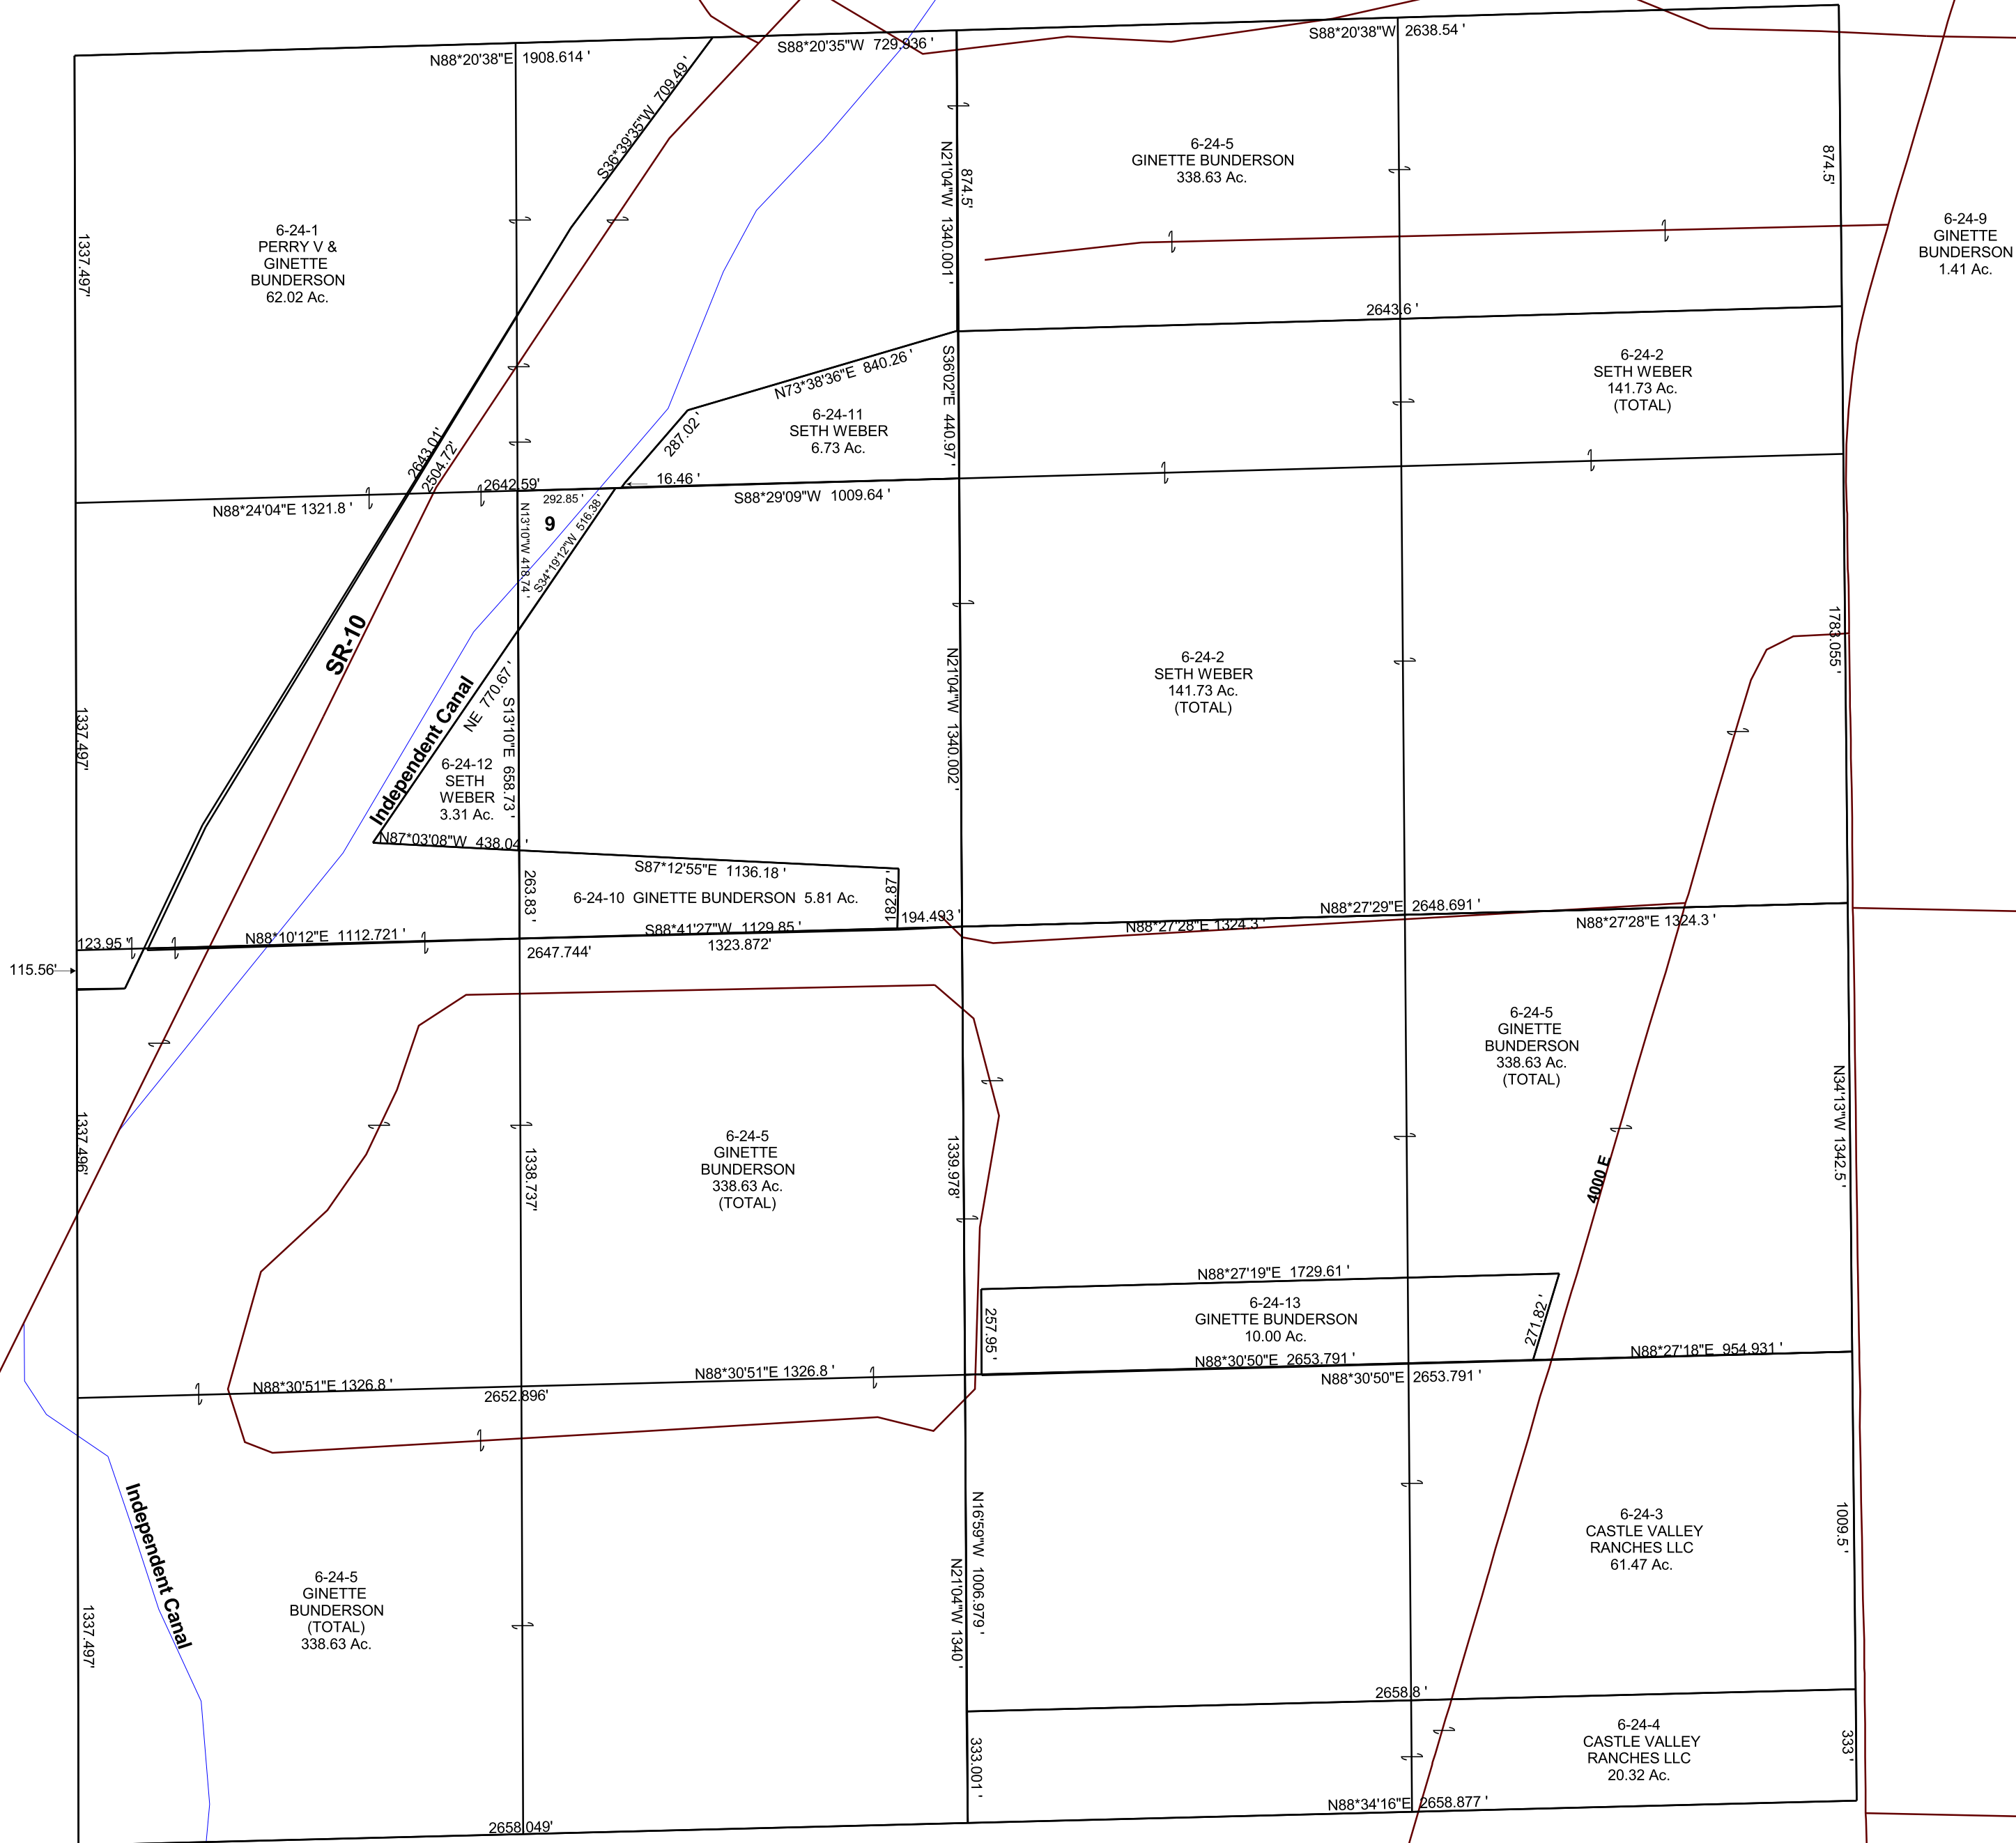 N88*20'38"E 1908.614 '
S88*20'35"W 729.936 '
S88*20'38"W 2638.54 '
S36*39'35"W 709.49 '
N21'04"W 1340.001 '
874.5'
6-24-5
GINETTE BUNDERSON
338.63 Ac.
874.5'
6-24-9
GINETTE
BUNDERSON
1.41 Ac.
6-24-1
PERRY V &
GINETTE
BUNDERSON
62.02 Ac.
1337.497'
2643.6 '
N73*38'36"E 840.26 '
S36'02"E 440.97 '
6-24-2
SETH WEBER
141.73 Ac.
(TOTAL)
6-24-11
SETH WEBER
6.73 Ac.
287.02 '
2643.01'
2504.72'
16.46 '
2642.59'
292.85 '
S88*29'09"W 1009.64 '
N88*24'04"E 1321.8 '
9
N13'10"W 418.74 '
S34*19'12"W 516.38 '
SR-10
1783.055 '
6-24-2
SETH WEBER
141.73 Ac.
(TOTAL)
NE 770.67 '
S13'10"E 658.73 '
N21'04"W 1340.002 '
1337.497'
Independent Canal
6-24-12
SETH
WEBER
3.31 Ac.
N87*03'08"W 438.04 '
S87*12'55"E 1136.18 '
263.83 '
182.87 '
6-24-10 GINETTE BUNDERSON 5.81 Ac.
194.493 '
N88*27'29"E 2648.691 '
N88*27'28"E 1324.3 '
N88*27'28"E 1324.3 '
123.95 '
N88*10'12"E 1112.721 '
S88*41'27"W 1129.85 '
1323.872'
2647.744'
115.56'
6-24-5
GINETTE
BUNDERSON
338.63 Ac.
(TOTAL)
N34'13"W 1342.5 '
1337.496'
1338.737'
6-24-5
GINETTE
BUNDERSON
338.63 Ac.
(TOTAL)
1339.978'
4000 E
N88*27'19"E 1729.61 '
257.95 '
6-24-13
GINETTE BUNDERSON
10.00 Ac.
271.82 '
N88*30'50"E 2653.791 '
N88*27'18"E 954.931 '
N88*30'50"E 2653.791 '
N88*30'51"E 1326.8 '
N88*30'51"E 1326.8 '
2652.896'
Independent Canal
N16'59"W 1006.979 '
N21'04"W 1340 '
6-24-3
CASTLE VALLEY
RANCHES LLC
61.47 Ac.
1009.5 '
6-24-5
GINETTE
BUNDERSON
(TOTAL)
338.63 Ac.
1337.497'
2658.8 '
6-24-4
CASTLE VALLEY
RANCHES LLC
20.32 Ac.
333.001 '
333 '
N88*34'16"E 2658.877 '
2658.049'